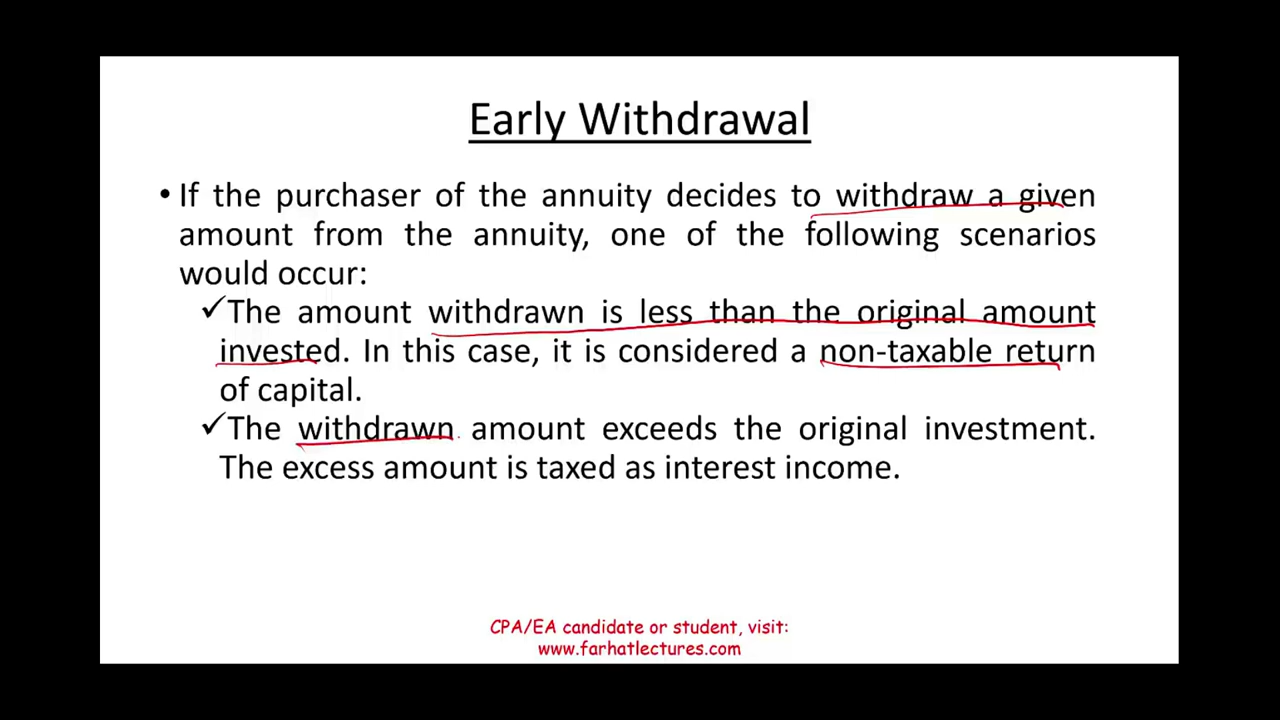 Early Withdrawal
• If the purchaser of the annuity decides to withdraw a given
amount from the annuity, one of the following scenarios
would occur:
✓The amount withdrawn is less than the original amount
invested. In this case, it is considered a non-taxable return
of capital.
✓The withdrawn amount exceeds the original investment.
The excess amount is taxed as interest income.
CPA/EA candidate or student, visit:
www.farhatlectures.com